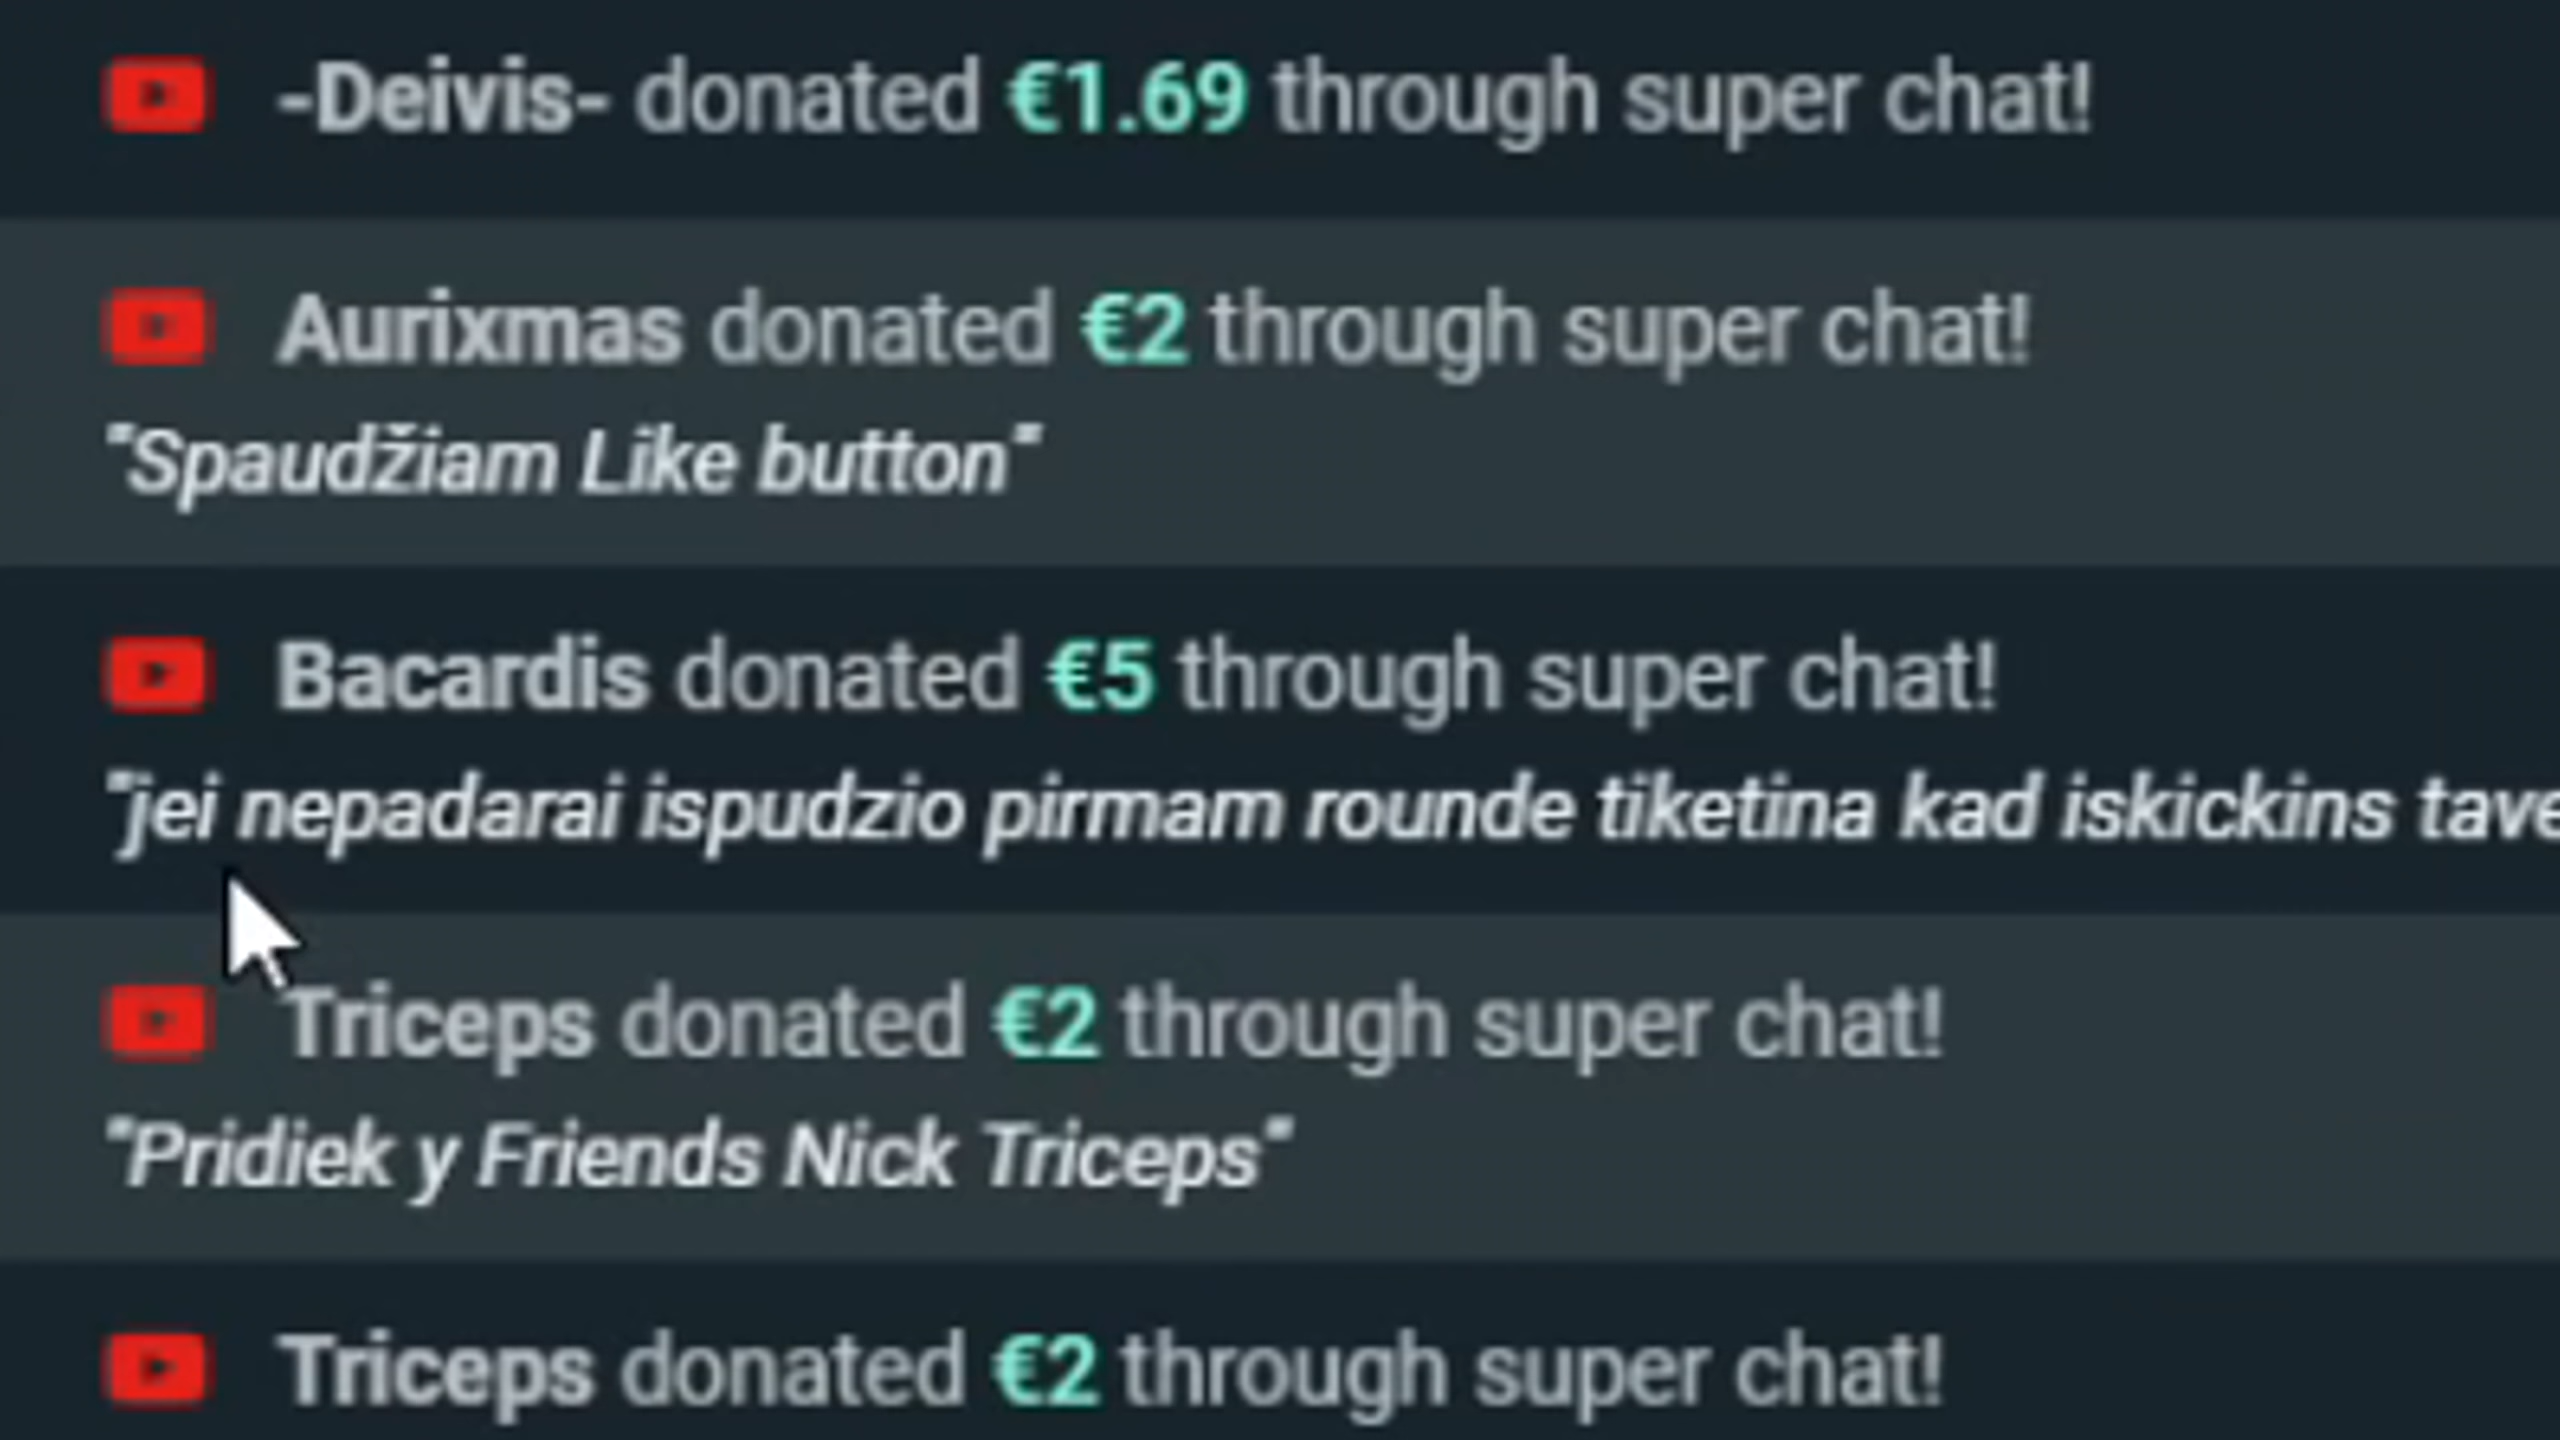 -Deivis- donated €1.69 through super chat!
Aurixmas donated €2 through super chat!
"Spaudžiam Like button"
Bacardis donated €5 through super chat!
"jei nepadarai ispudzio pirmam rounde tiketina kad iskickins tave
Triceps donated €2 through super chat!
"Pridiek y Friends Nick Triceps"
Triceps donated €2 through super chat!